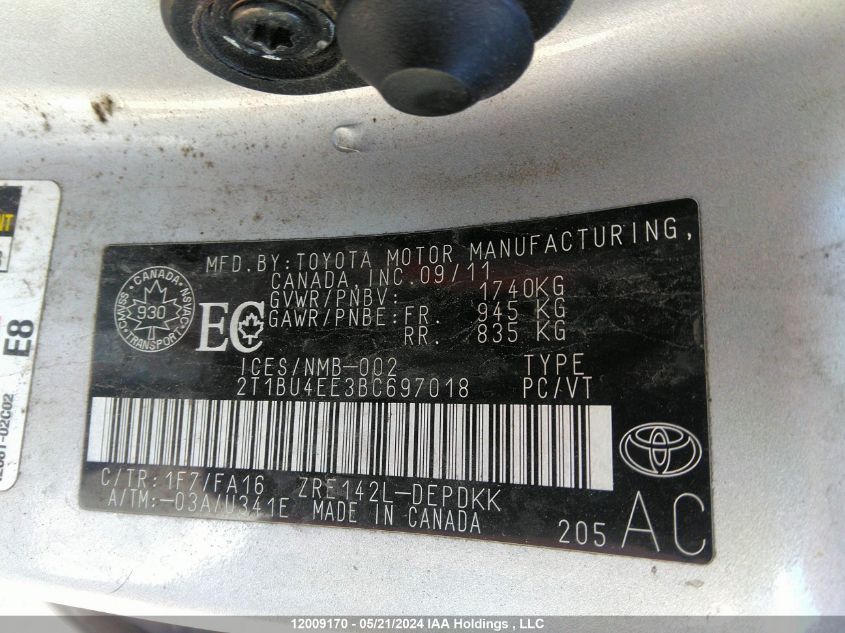 MFD.BY:TOYOTA MOTOR MANUFACTURING,
CANADA,INC.09/11
GVWR/PNBV: 1740KG
GAWR/PNBE:FR. 945 KG
RR. 835 KG
CANADA
930
TRANSPORT
CMVSS
NSVAC
EC
ICES/NMB-002 TYPE
2T1BU4EE3BC697018 PC/VT
C/TR:1F7/FA16 ZRE142L-DEPDKK
A/TM:-03A/U341E MADE IN CANADA
205 AC
E8
12009170 - 05/21/2024 IAA Holdings , LLC